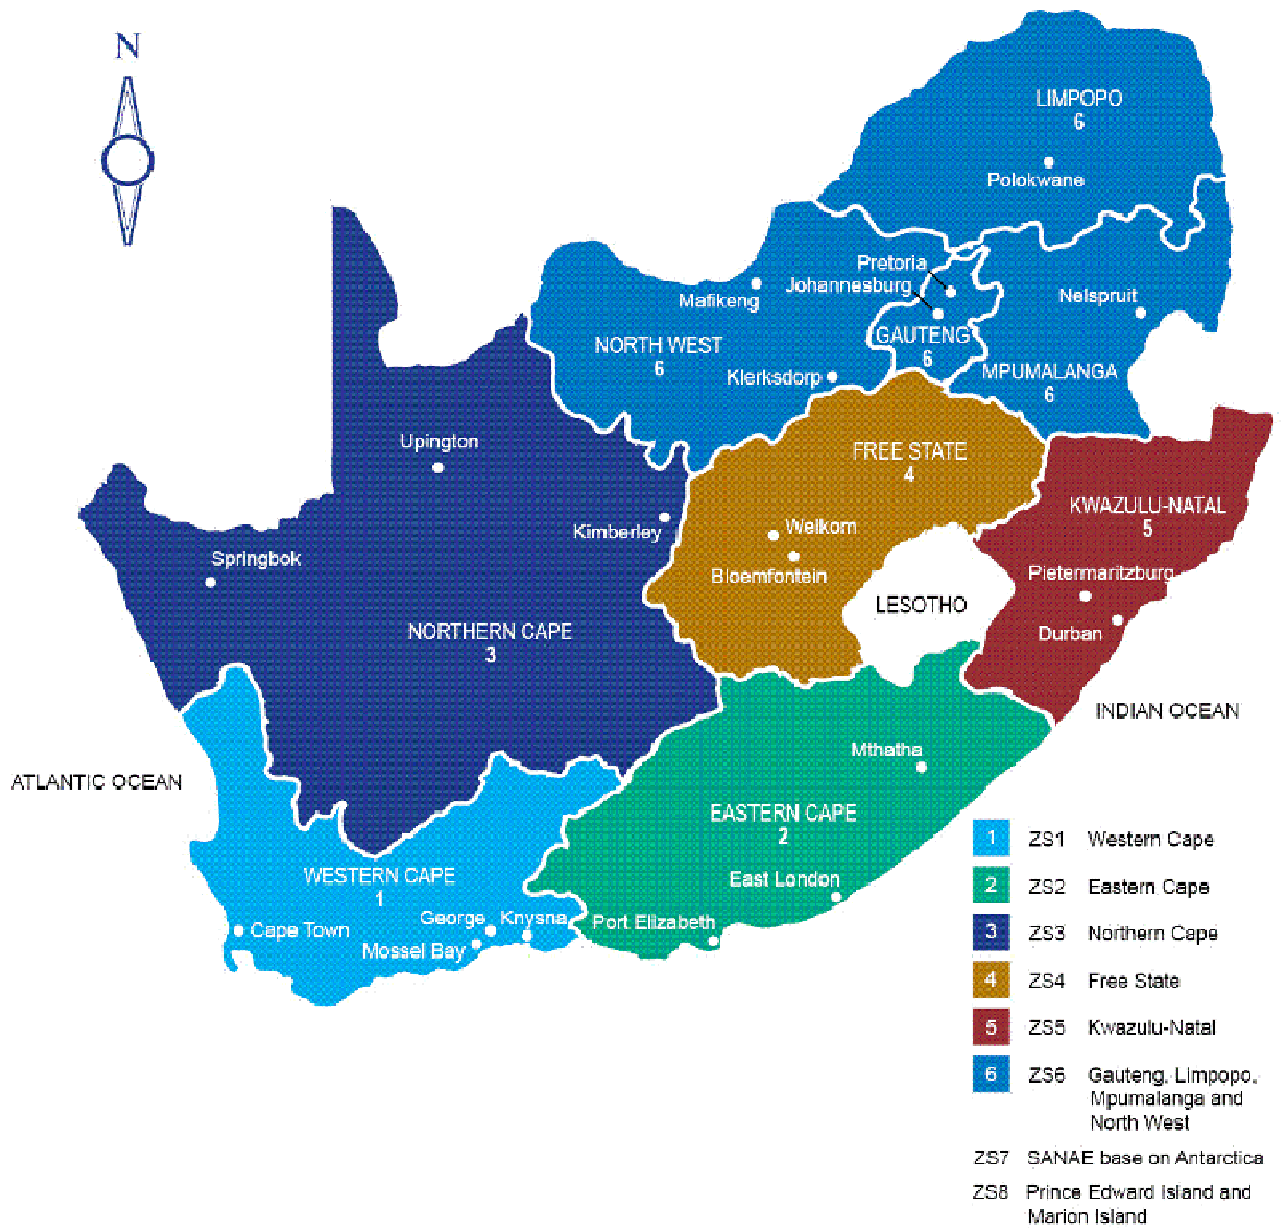 N
LIMPOPO
6
Polokwane
Pretoria
Johannesburg
Mafikeng
Nelspruit
GAUTENG
6
NORTH WEST
6
Klerksdorp
MPUMALANGA
6
Upington
FREE STATE
4
KWAZULU-NATAL
5
Kimberley
Welkom
Springbok
Bloemfontein
Pietermaritzburg
LESOTHO
Durban
NORTHERN CAPE
3
INDIAN OCEAN
Mthatha
ATLANTIC OCEAN
EASTERN CAPE
2
WESTERN CAPE
1
East London
George
Knysna
Port Elizabeth
Cape Town
Mossel Bay
1 ZS1 Western Cape
2 ZS2 Eastern Cape
3 ZS3 Northern Cape
4 ZS4 Free State
5 ZS5 Kwazulu-Natal
6 ZS6 Gauteng, Limpopo,
Mpumalanga and
North West
ZS7 SANAE base on Antarctica
ZS8 Prince Edward Island and
Marion Island